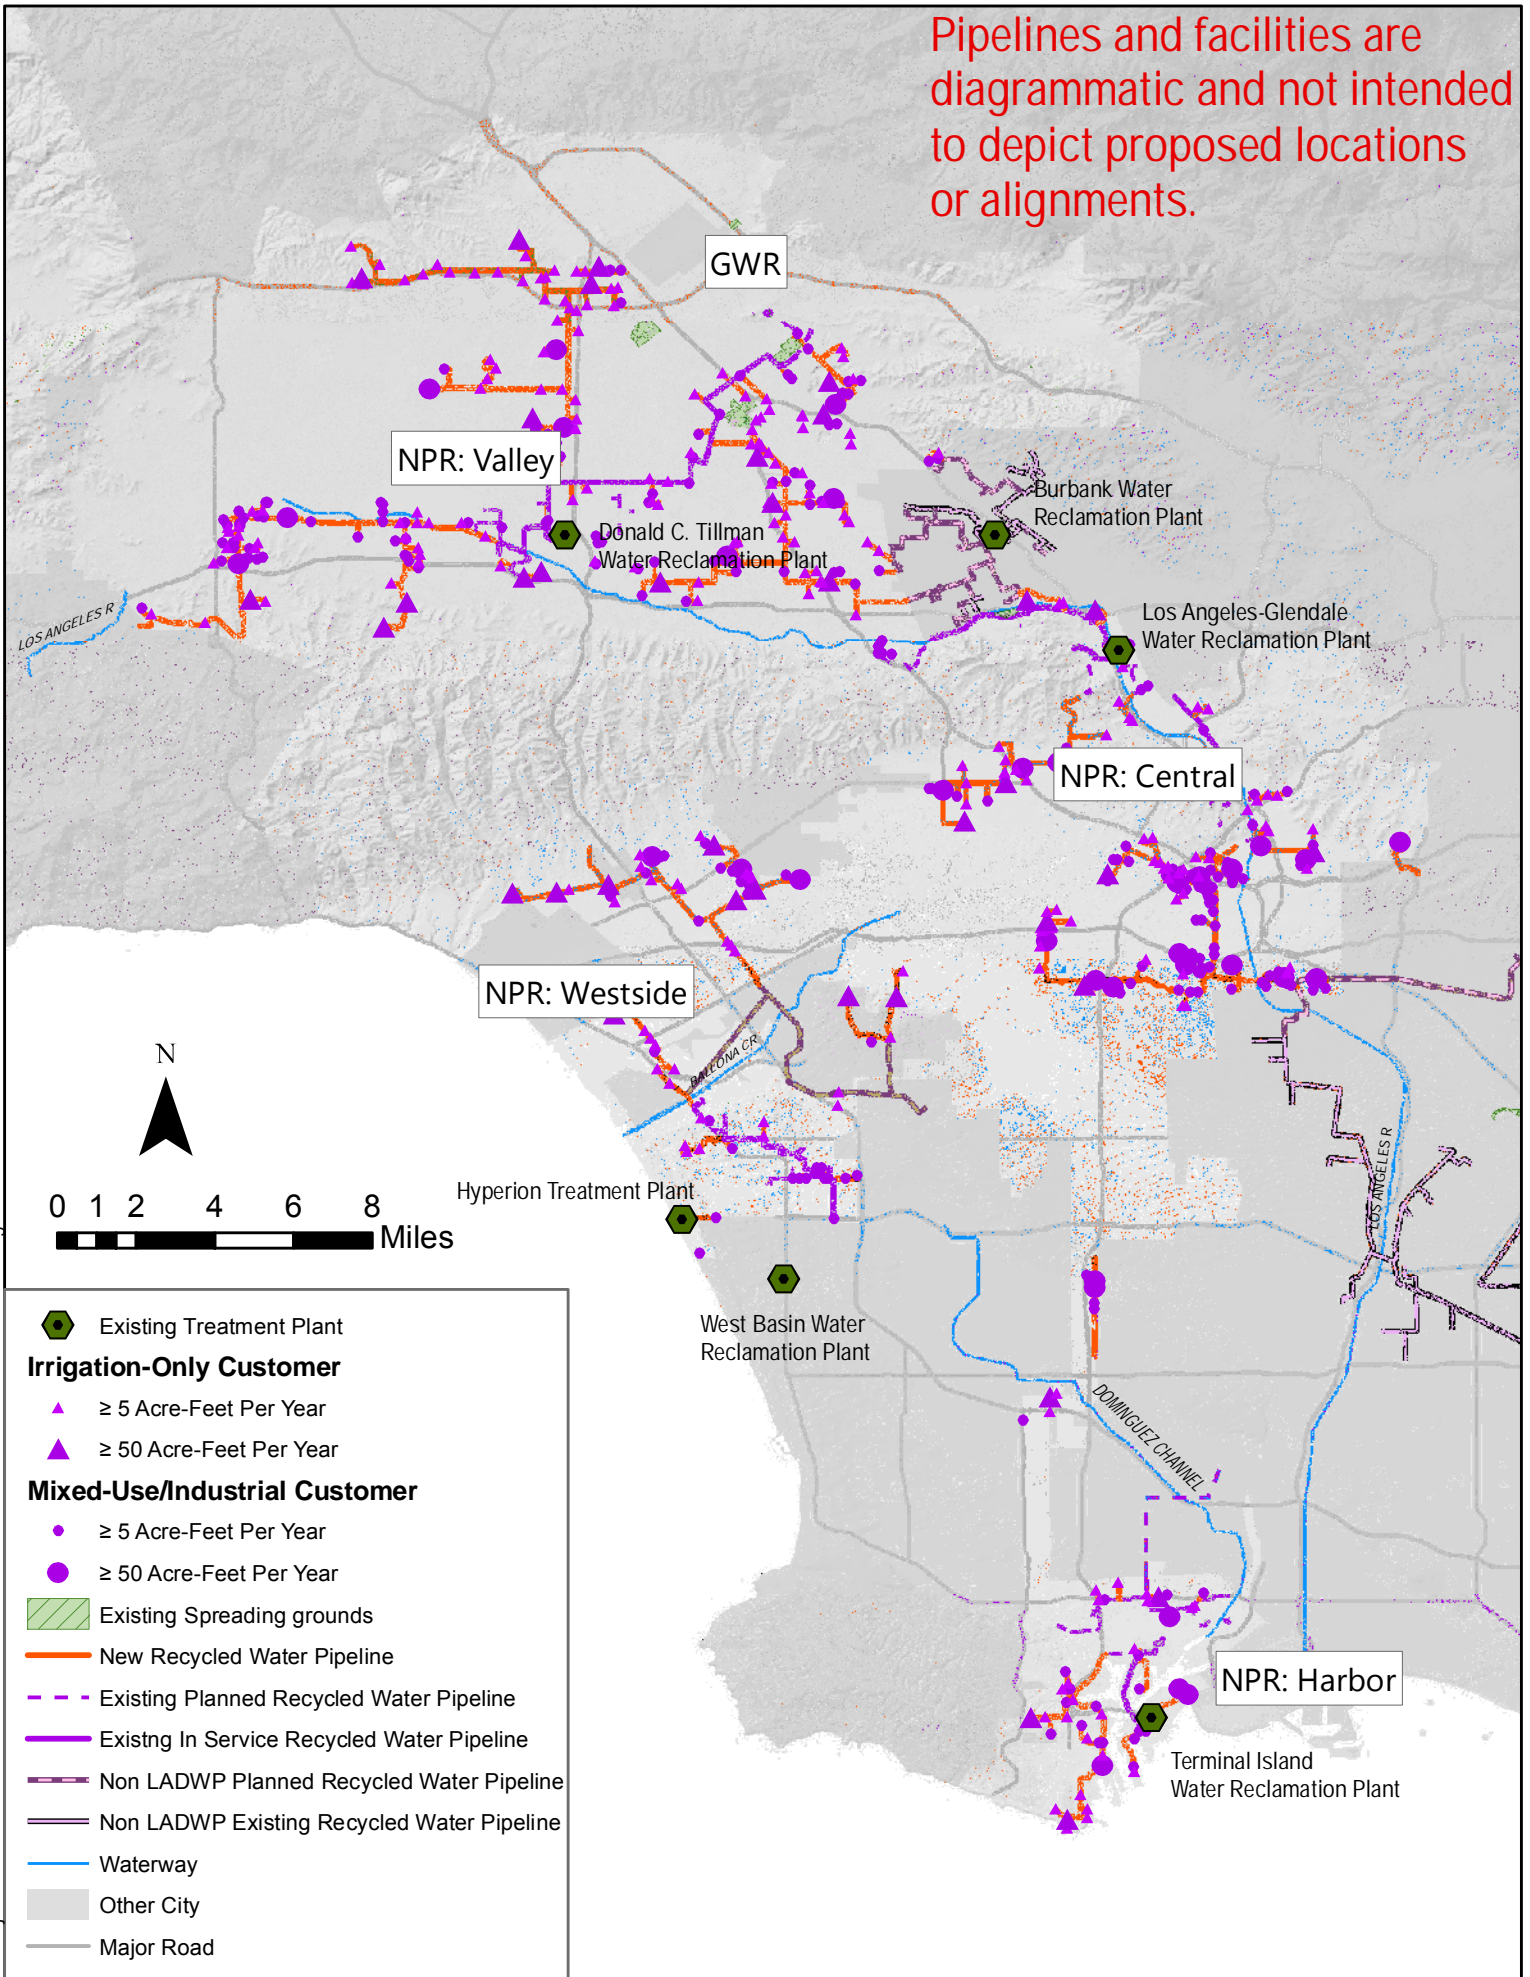 Pipelines and facilities are
diagrammatic and not intended
to depict proposed locations
or alignments.
GWR
NPR: Valley
Burbank Water
Reclamation Plant
Donald C. Tillman
Water Reclamation Plant
LOS ANGELES R
Los Angeles-Glendale
Water Reclamation Plant
NPR: Central
NPR: Westside
BALLONA CR
N
0 1 2 4 6 8
Miles
Hyperion Treatment Plant
LOS ANGELES R
West Basin Water
Reclamation Plant
DOMINGUEZ CHANNEL
NPR: Harbor
Terminal Island
Water Reclamation Plant
Existing Treatment Plant
Irrigation-Only Customer
≥ 5 Acre-Feet Per Year
≥ 50 Acre-Feet Per Year
Mixed-Use/Industrial Customer
≥ 5 Acre-Feet Per Year
≥ 50 Acre-Feet Per Year
Existing Spreading grounds
New Recycled Water Pipeline
Existing Planned Recycled Water Pipeline
Existng In Service Recycled Water Pipeline
Non LADWP Planned Recycled Water Pipeline
Non LADWP Existing Recycled Water Pipeline
Waterway
Other City
Major Road